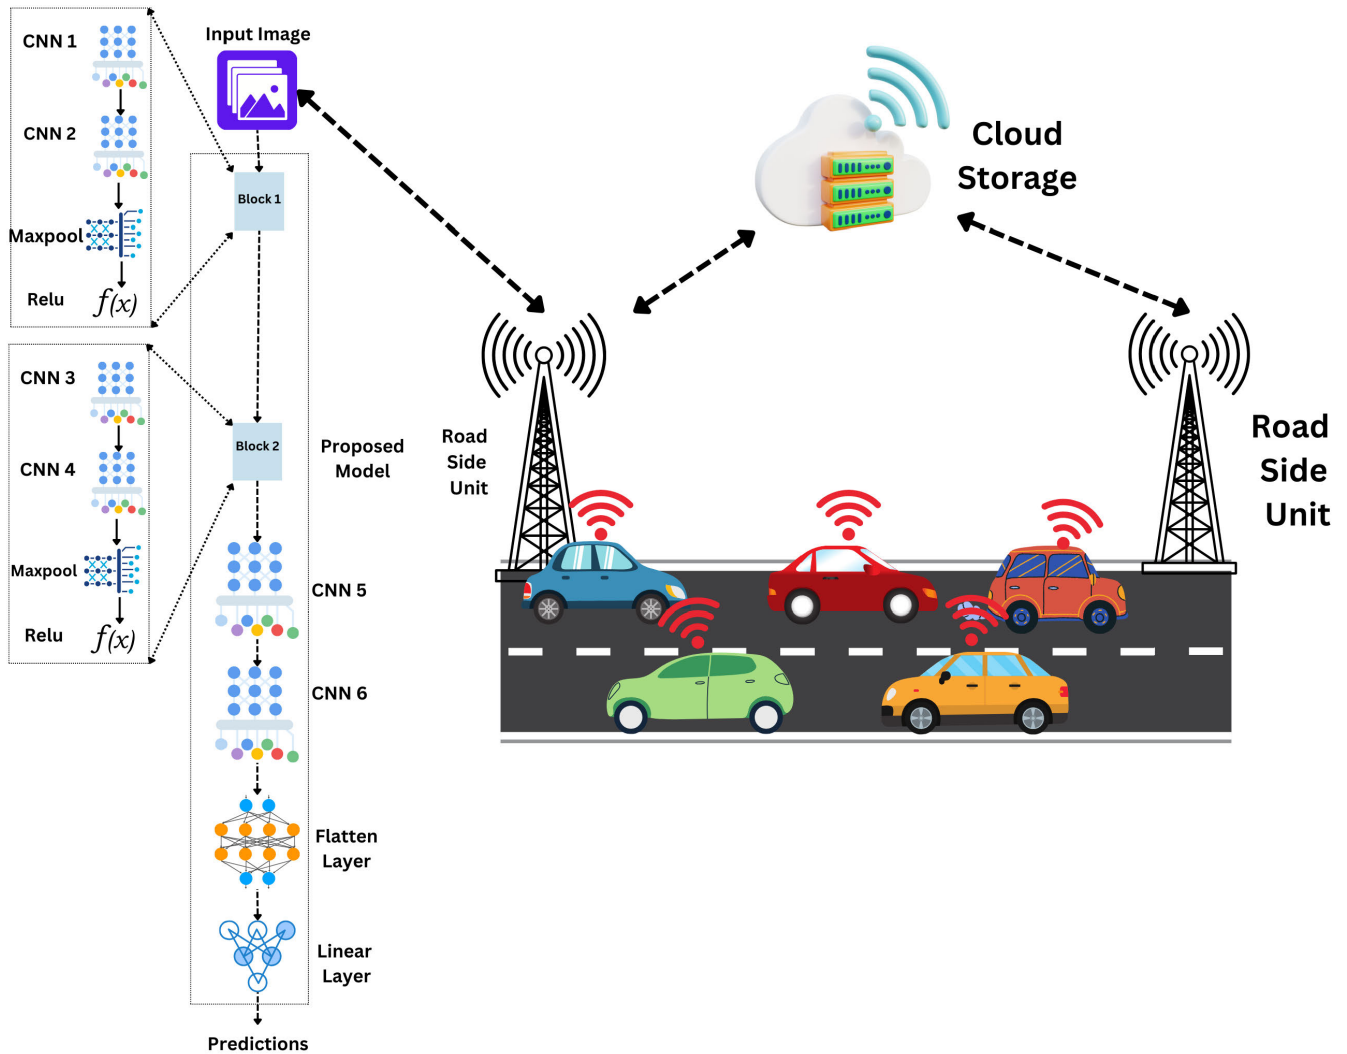 CNN 1
CNN 2
Maxpool
Relu
f(x)
CNN 3
CNN 4
Maxpool
Relu
f(x)
Input Image
Block 1
Block 2
Proposed
Model
CNN 5
CNN 6
Flatten
Layer
Linear
Layer
Predictions
Cloud
Storage
Road
Side
Unit
Road
Side
Unit